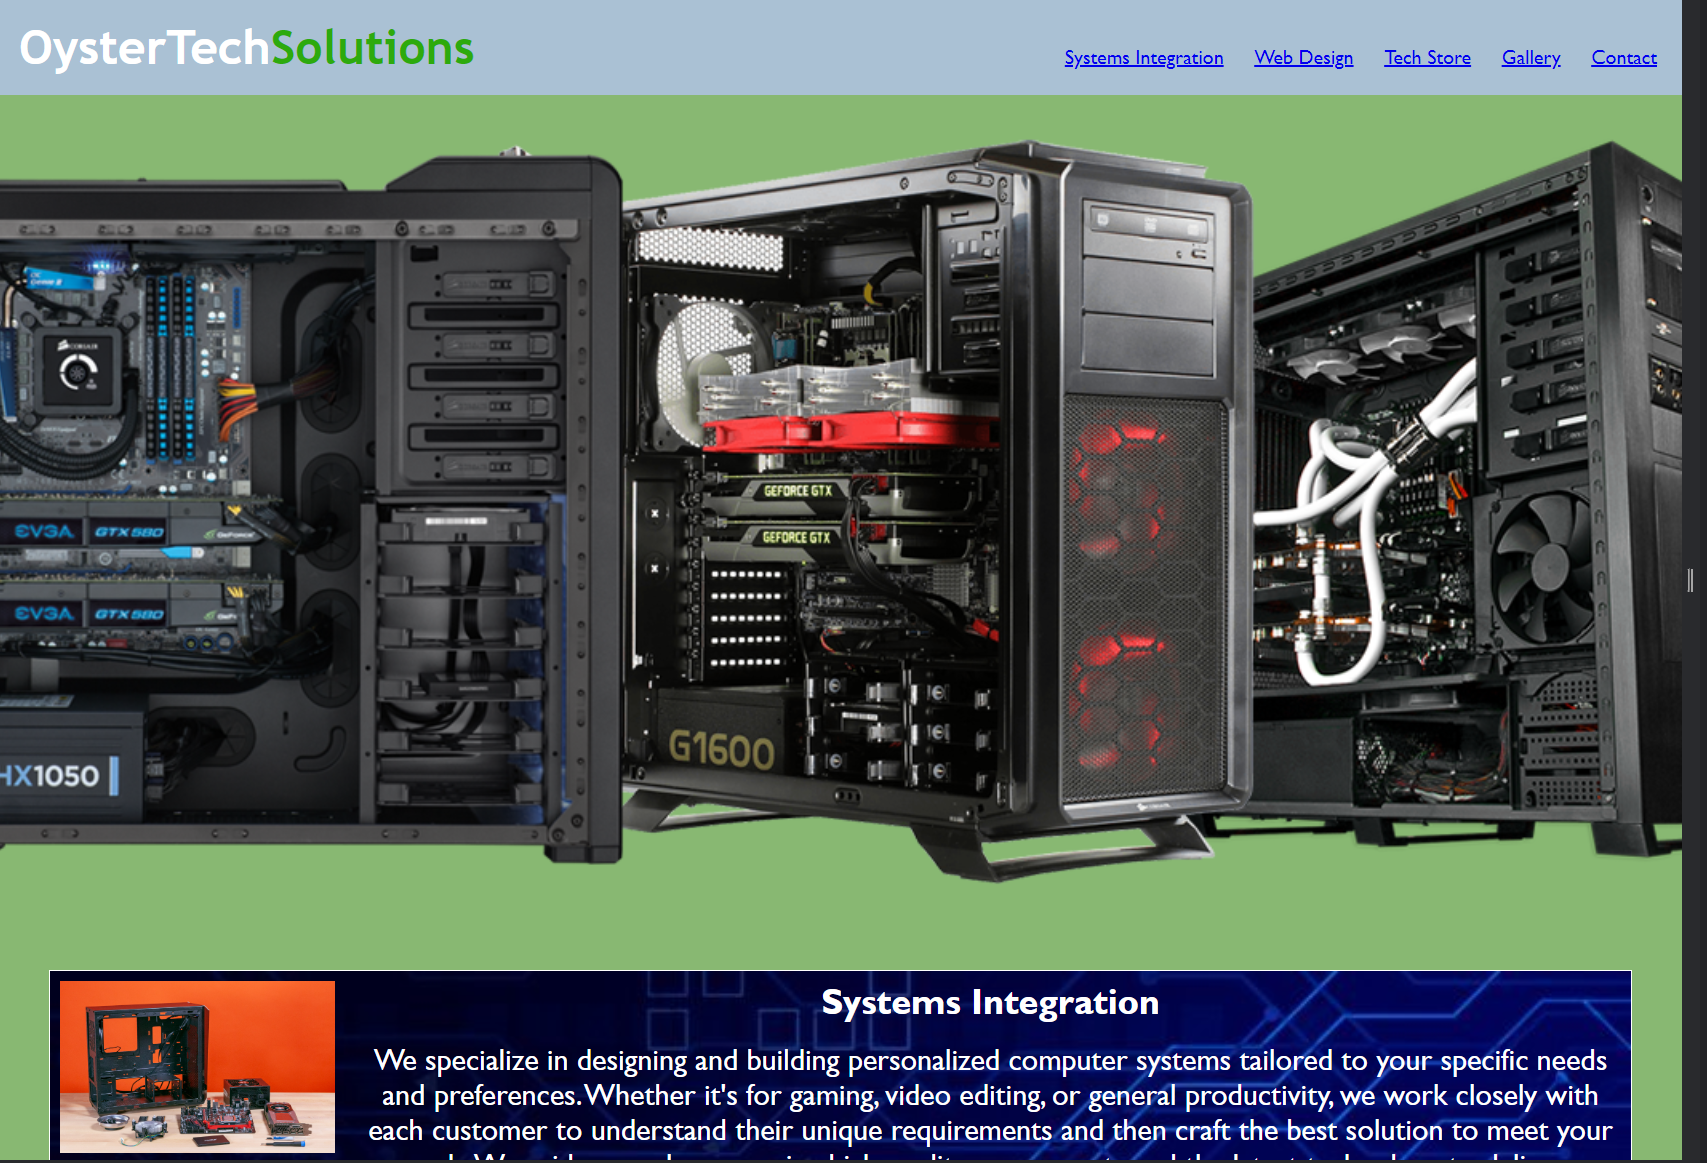 OysterTechSolutions
Systems Integration Web Design Tech Store Gallery Contact
CORSAIR
EVGA GTX 580 GEFORCE
EVGA GTX 580
HX1050
GEFORCE GTX
GEFORCE GTX
G1600
Systems Integration
We specialize in designing and building personalized computer systems tailored to your specific needs
and preferences. Whether it's for gaming, video editing, or general productivity, we work closely with
each customer to understand their unique requirements and then craft the best solution to meet your